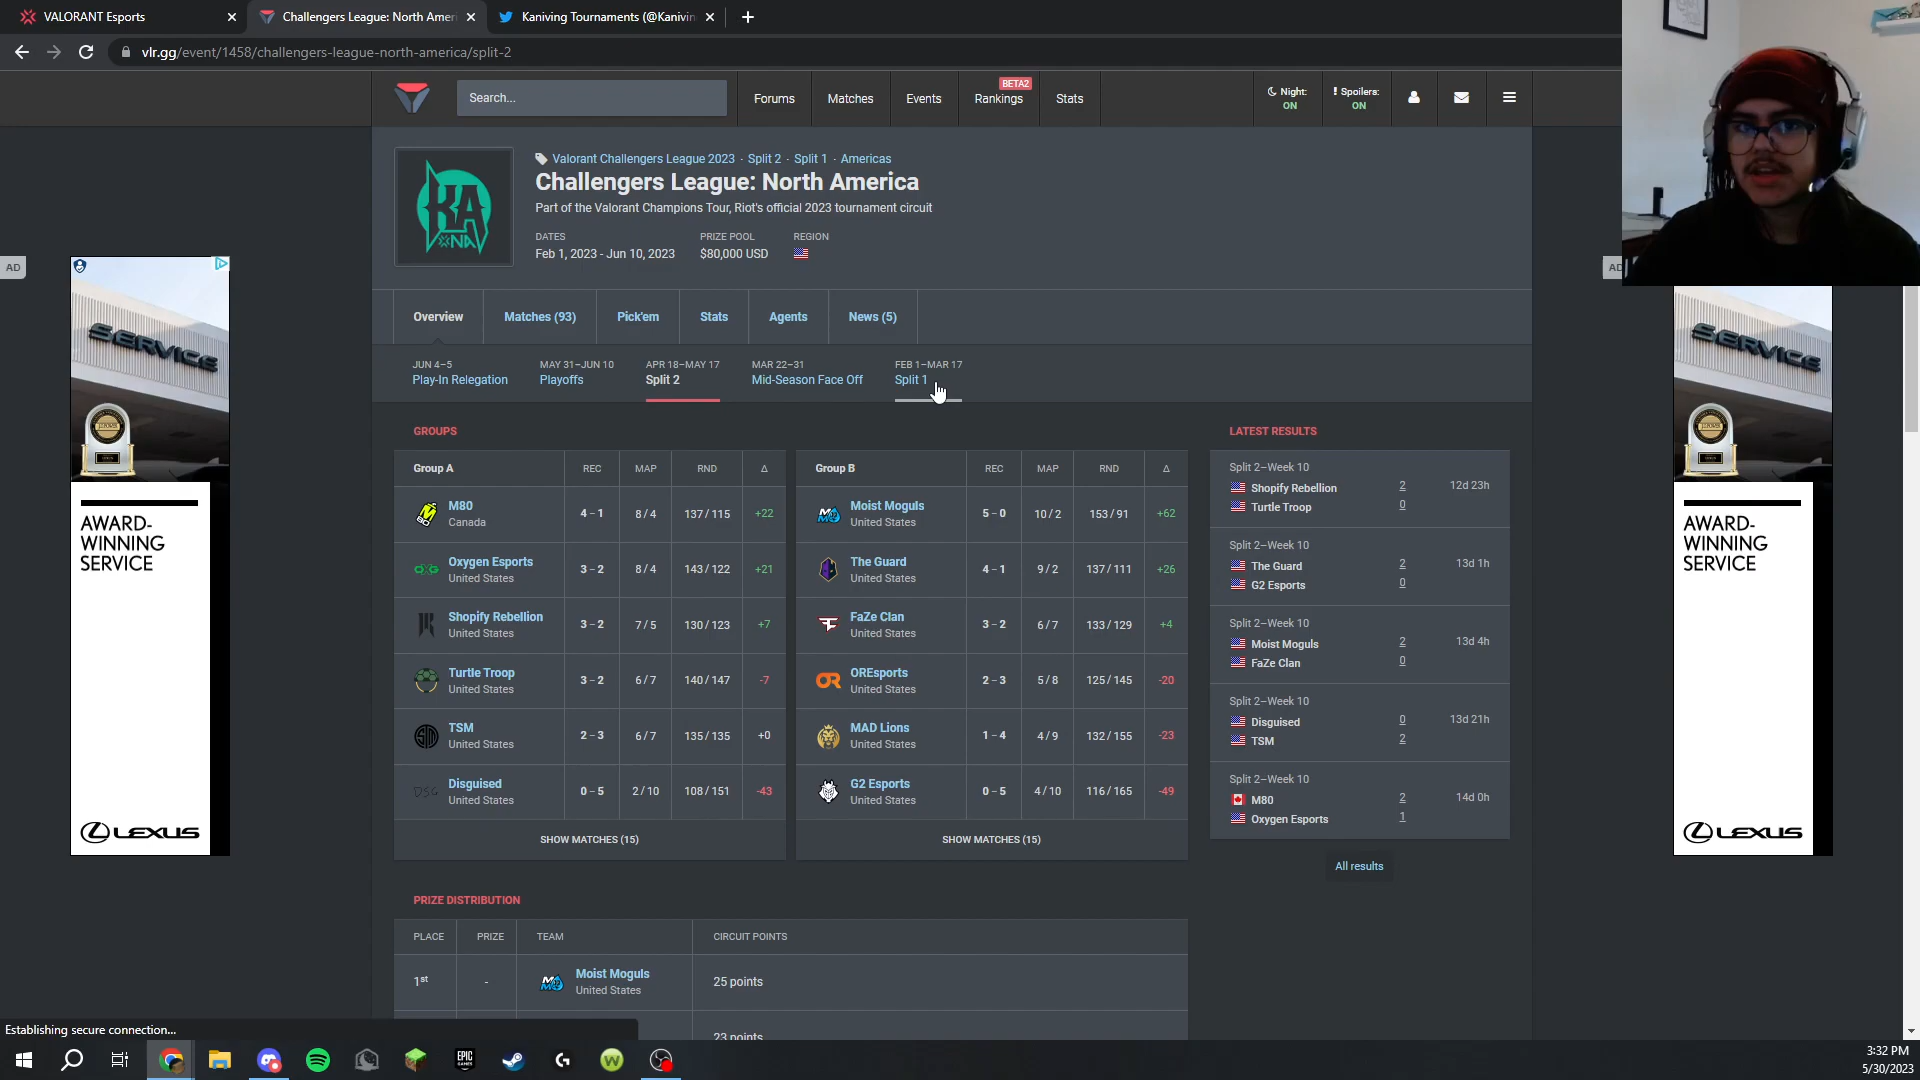 VALORANT Esports
Challengers League: North Ameri
Kaniving Tournaments (@Kanivin
vlr.gg/event/1458/challengers-league-north-america/split-2
Search...
Forums
Matches
Events
BETA2
Rankings
Stats
Night:
ON
! Spoilers:
ON
Valorant Challengers League 2023 · Split 2 · Split 1 · Americas
Challengers League: North America
Part of the Valorant Champions Tour, Riot's official 2023 tournament circuit
DATES
Feb 1, 2023 - Jun 10, 2023
PRIZE POOL
$80,000 USD
REGION
KA
NA
Overview
Matches (93)
Pick'em
Stats
Agents
News (5)
JUN 4–5
Play-In Relegation
MAY 31–JUN 10
Playoffs
APR 18–MAY 17
Split 2
MAR 22–31
Mid-Season Face Off
FEB 1–MAR 17
Split 1
GROUPS
Group A REC MAP RND Δ
M80 Canada 4 – 1 8 / 4 137 / 115 +22
Oxygen Esports United States 3 – 2 8 / 4 143 / 122 +21
Shopify Rebellion United States 3 – 2 7 / 5 130 / 123 +7
Turtle Troop United States 3 – 2 6 / 7 140 / 147 -7
TSM United States 2 – 3 6 / 7 135 / 135 +0
Disguised United States 0 – 5 2 / 10 108 / 151 -43
SHOW MATCHES (15)
Group B REC MAP RND Δ
Moist Moguls United States 5 – 0 10 / 2 153 / 91 +62
The Guard United States 4 – 1 9 / 2 137 / 111 +26
FaZe Clan United States 3 – 2 6 / 7 133 / 129 +4
OREsports United States 2 – 3 5 / 8 125 / 145 -20
MAD Lions United States 1 – 4 4 / 9 132 / 155 -23
G2 Esports United States 0 – 5 4 / 10 116 / 165 -49
SHOW MATCHES (15)
LATEST RESULTS
Split 2–Week 10
Shopify Rebellion 2 12d 23h
Turtle Troop 0
Split 2–Week 10
The Guard 2 13d 1h
G2 Esports 0
Split 2–Week 10
Moist Moguls 2 13d 4h
FaZe Clan 0
Split 2–Week 10
Disguised 0 13d 21h
TSM 2
Split 2–Week 10
M80 2 14d 0h
Oxygen Esports 1
All results
PRIZE DISTRIBUTION
PLACE PRIZE TEAM CIRCUIT POINTS
1st - Moist Moguls United States 25 points
23 points
AD
SERVICE
AWARD-
WINNING
SERVICE
LEXUS
AD
SERVICE
AWARD-
WINNING
SERVICE
LEXUS
Establishing secure connection...
EPIC
GAMES
3:32 PM
5/30/2023